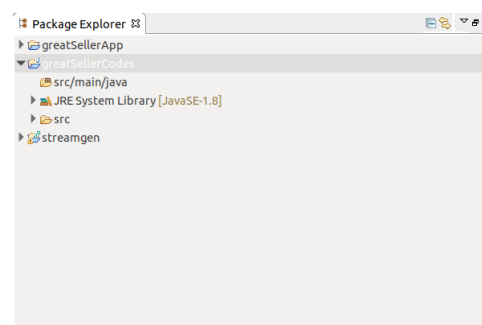 Package Explorer
greatSellerApp
greatSellerCodes
src/main/java
JRE System Library [JavaSE-1.8]
src
streamgen